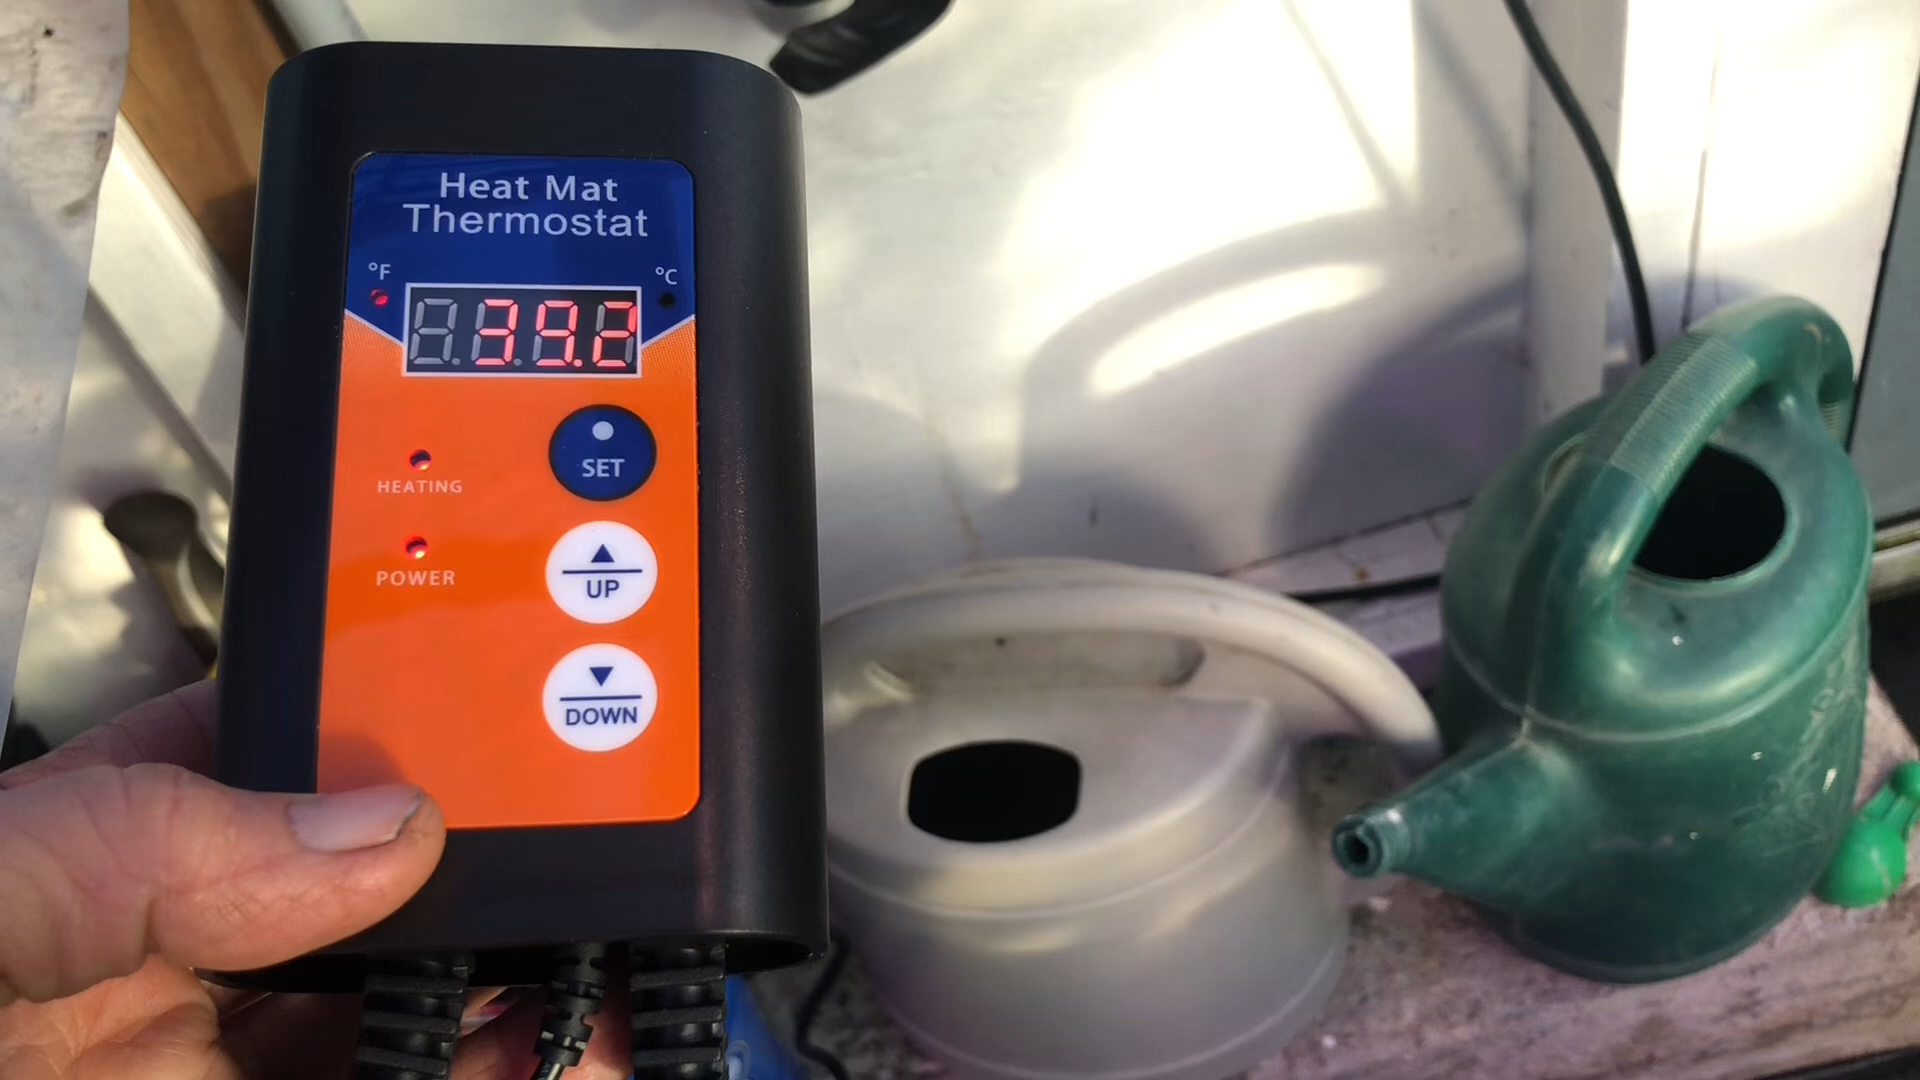 Heat Mat
Thermostat
°F
°C
39.2
SET
HEATING
UP
POWER
DOWN